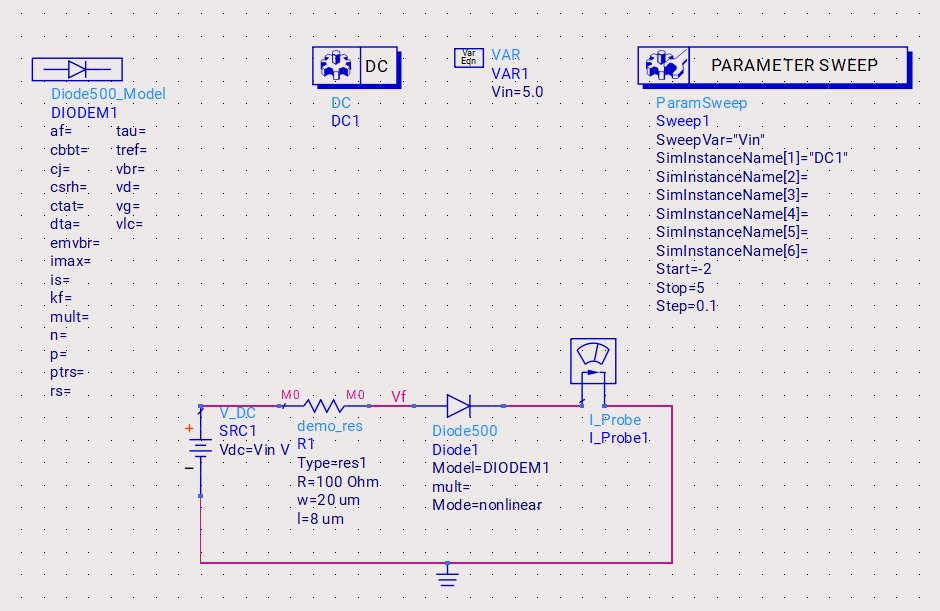 Diode500_Model
DIODEM1
af=
cbbt=
cj=
csrh=
ctat=
dta=
emvbr=
imax=
is=
kf=
mult=
n=
p=
ptrs=
rs=
tau=
tref=
vbr=
vd=
vg=
vlc=
DC
DC
DC1
Var
Eqn
VAR
VAR1
Vin=5.0
PARAMETER SWEEP
ParamSweep
Sweep1
SweepVar="Vin"
SimInstanceName[1]="DC1"
SimInstanceName[2]=
SimInstanceName[3]=
SimInstanceName[4]=
SimInstanceName[5]=
SimInstanceName[6]=
Start=-2
Stop=5
Step=0.1
+
−
V_DC
SRC1
Vdc=Vin V
M0
M0
demo_res
R1
Type=res1
R=100 Ohm
w=20 um
l=8 um
Vf
Diode500
Diode1
Model=DIODEM1
mult=
Mode=nonlinear
I_Probe
I_Probe1